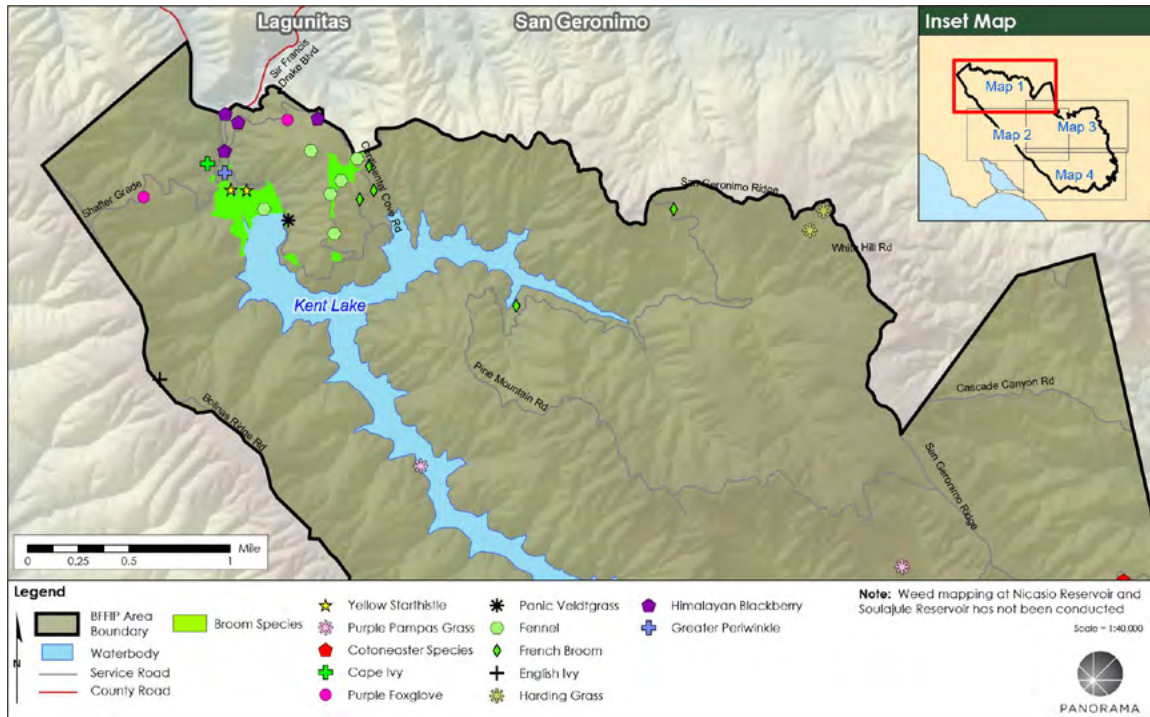 Lagunitas
San Geronimo
Sir Francis
Drake Blvd
Continental Cove Rd
Shaffer Grade
San Geronimo Ridge
White Hill Rd
Kent Lake
Pine Mountain Rd
Bolinas Ridge Rd
Cascade Canyon Rd
San Geronimo Ridge
Inset Map
Map 1
Map 2
Map 3
Map 4
Mile
0 0.25 0.5 1
Legend
BFFIP Area
Boundary
Waterbody
Service Road
County Road
Broom Species
Yellow Starthistle
Purple Pampas Grass
Cotoneaster Species
Cape Ivy
Purple Foxglove
Panic Veldtgrass
Fennel
French Broom
English Ivy
Harding Grass
Himalayan Blackberry
Greater Periwinkle
Note: Weed mapping at Nicasio Reservoir and
Soulajule Reservoir has not been conducted
Scale = 1:40,000
N
PANORAMA